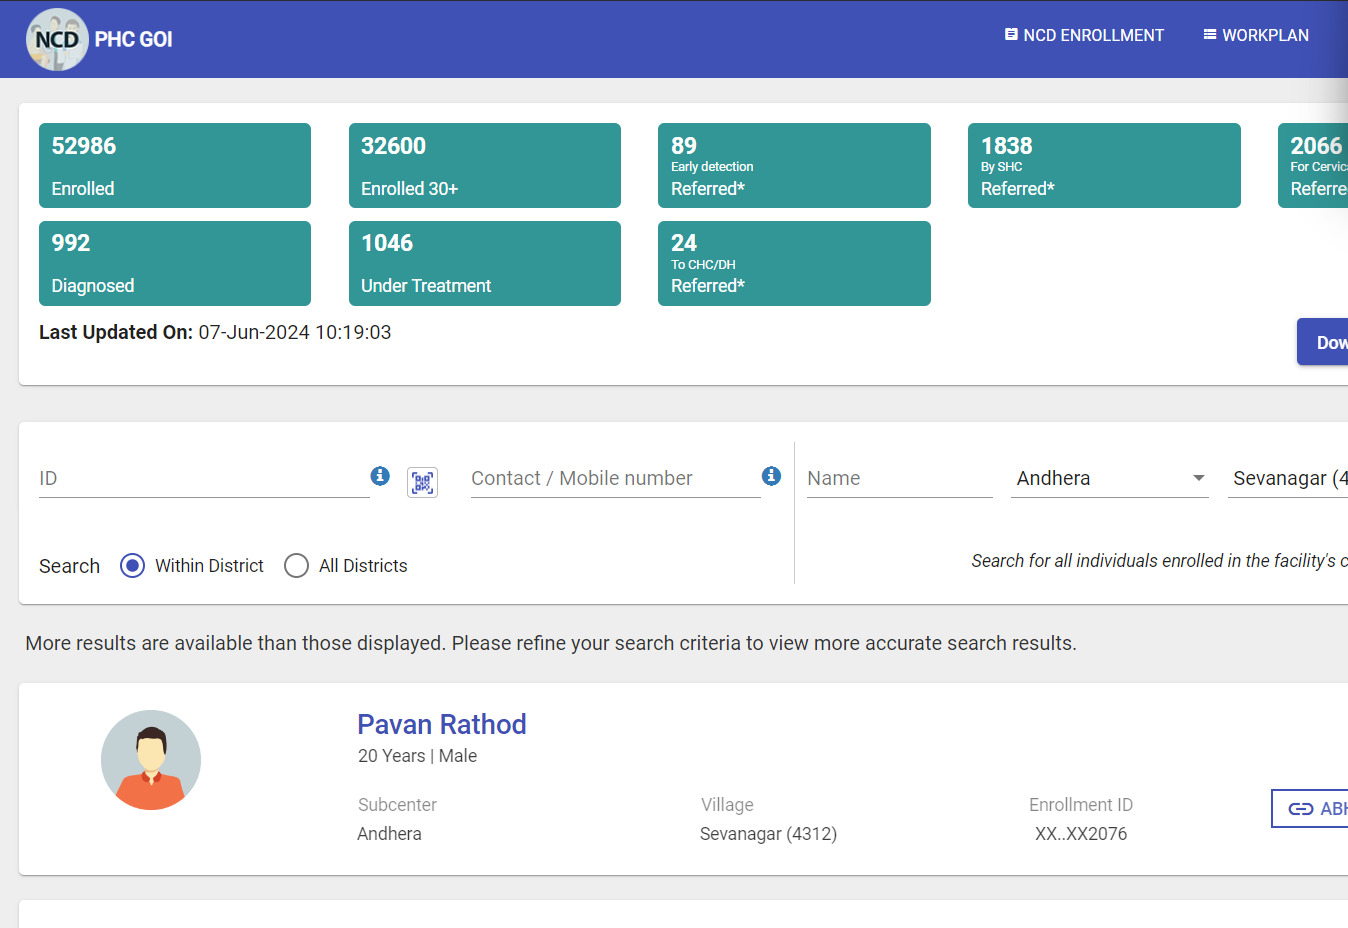 NCD PHC GOI
NCD ENROLLMENT
WORKPLAN
52986
Enrolled
32600
Enrolled 30+
89
Early detection
Referred*
1838
By SHC
Referred*
2066
For Cervic
Referre
992
Diagnosed
1046
Under Treatment
24
To CHC/DH
Referred*
Last Updated On: 07-Jun-2024 10:19:03
Dow
ID
Contact / Mobile number
Name
Andhera
Sevanagar (4
Search
Within District
All Districts
Search for all individuals enrolled in the facility's c
More results are available than those displayed. Please refine your search criteria to view more accurate search results.
Pavan Rathod
20 Years | Male
Subcenter
Village
Enrollment ID
Andhera
Sevanagar (4312)
XX..XX2076
ABH